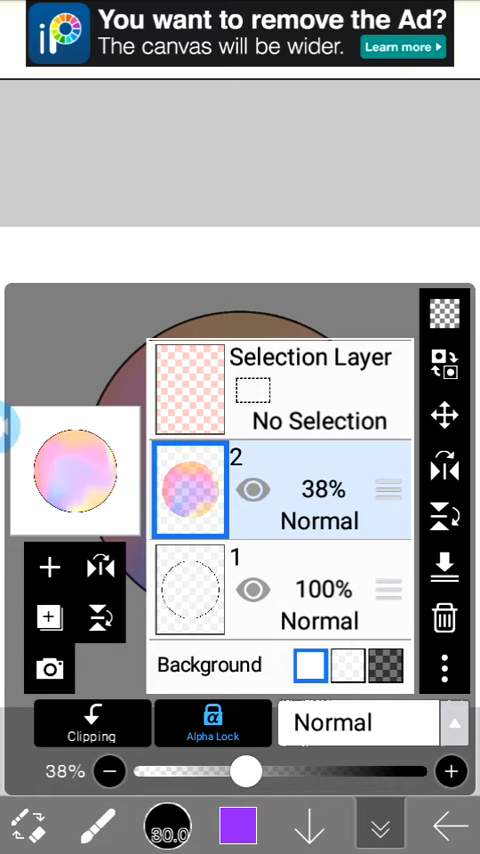 iP
You want to remove the Ad?
The canvas will be wider.
Learn more
Selection Layer
No Selection
2
38%
Normal
1
100%
Normal
Background
Clipping
α
Alpha Lock
Normal
38%
30.0